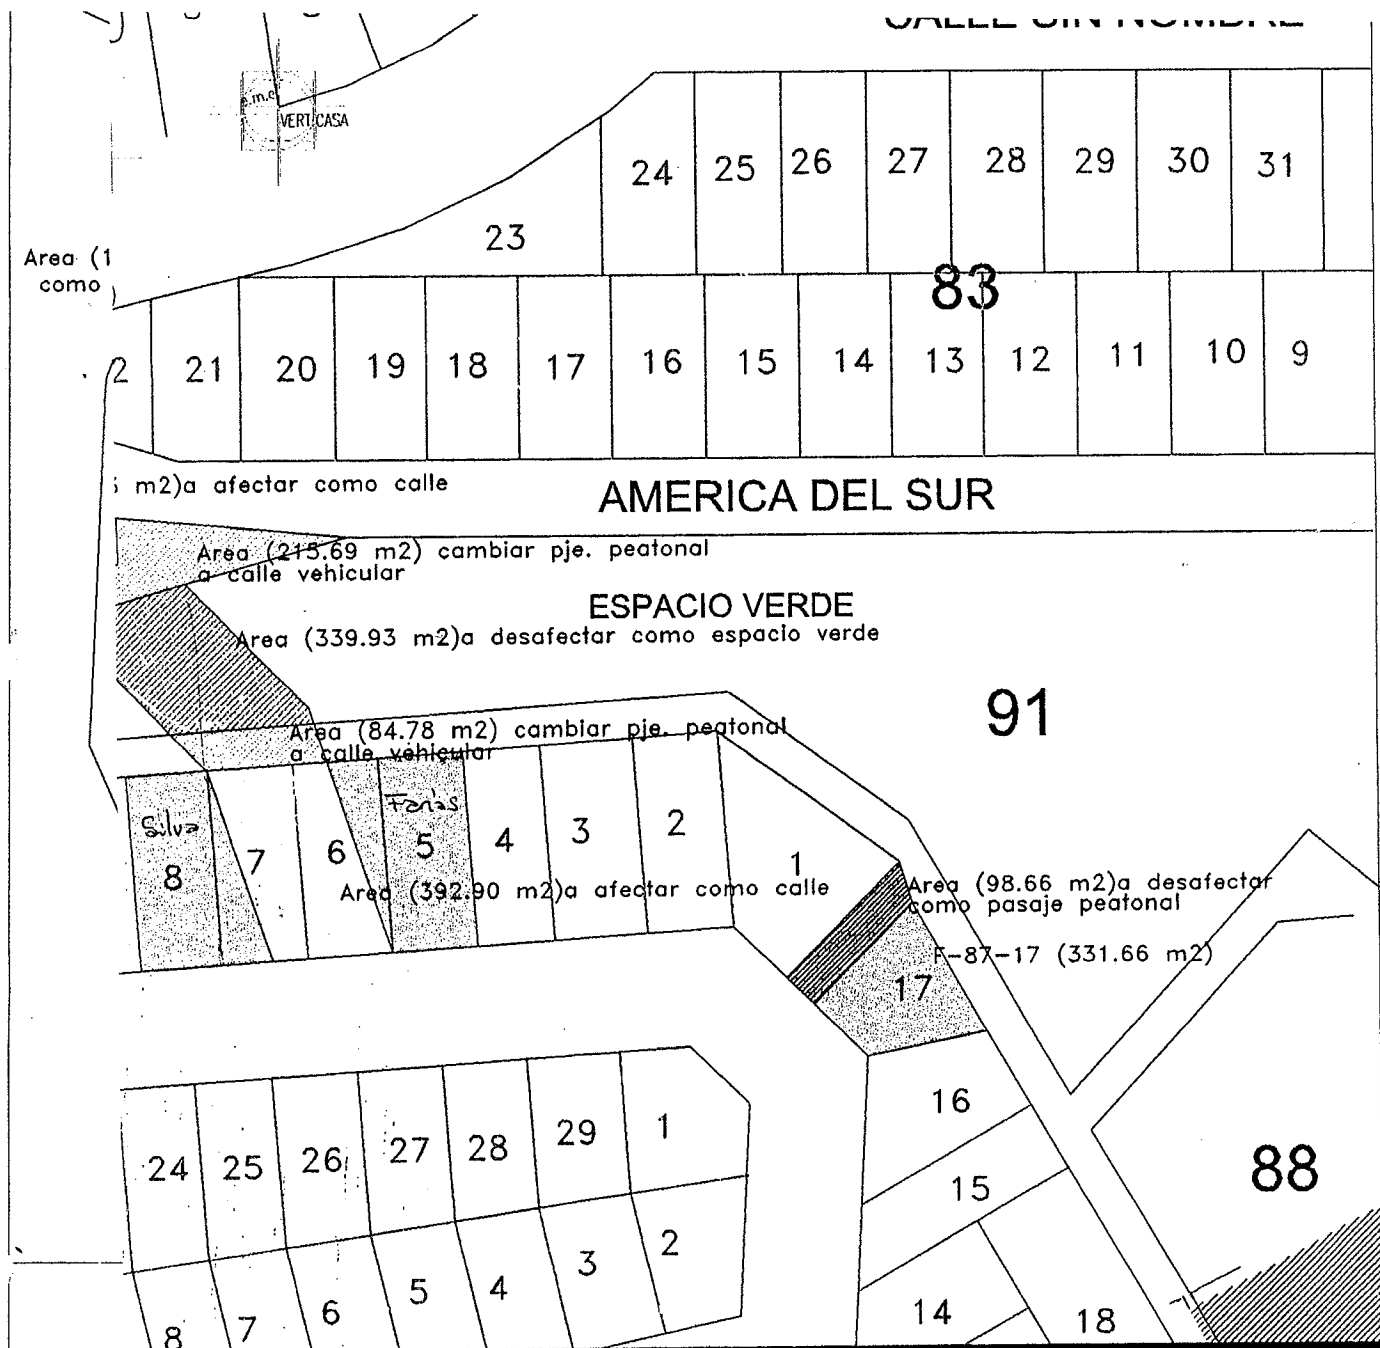 CALLE SIN NOMBRE
e.m.e
VERTICASA
24 25 26 27 28 29 30 31
23
Area (1
como
83
2 21 20 19 18 17 16 15 14 13 12 11 10 9
m2)a afectar como calle
AMERICA DEL SUR
Area (215.69 m2) cambiar pje. peatonal
a calle vehicular
ESPACIO VERDE
Area (339.93 m2)a desafectar como espacio verde
91
Area (84.78 m2) cambiar pje. peatonal
a calle vehicular
Silva
Farias
8 7 6 5 4 3 2 1
Area (392.90 m2)a afectar como calle
Area (98.66 m2)a desafectar
como pasaje peatonal
F-87-17 (331.66 m2)
17
16
24 25 26 27 28 29 1
15
88
8 7 6 5 4 3 2
14 18